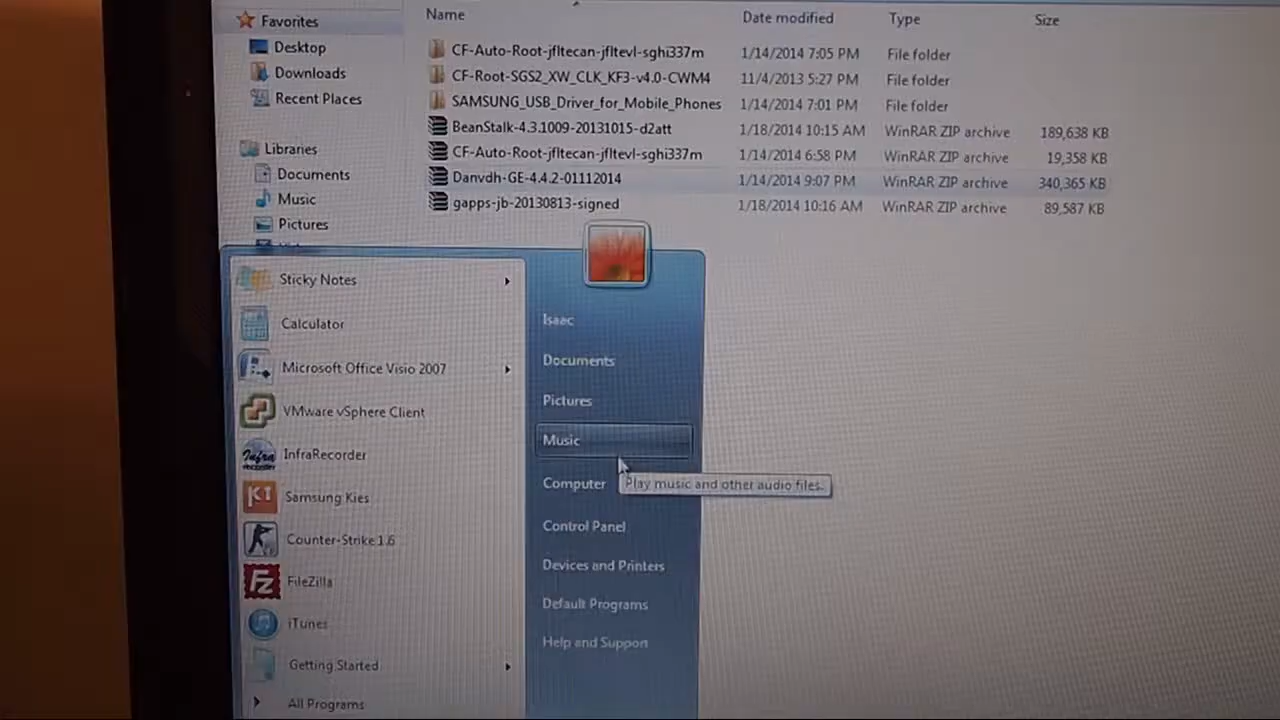 Favorites
Desktop
Downloads
Recent Places
Libraries
Documents
Music
Pictures
Name Date modified Type Size
CF-Auto-Root-jfltecan-jfltevl-sghi337m 1/14/2014 7:05 PM File folder
CF-Root-SGS2_XW_CLK_KF3-v4.0-CWM4 11/4/2013 5:27 PM File folder
SAMSUNG_USB_Driver_for_Mobile_Phones 1/14/2014 7:01 PM File folder
BeanStalk-4.3.1009-20131015-d2att 1/18/2014 10:15 AM WinRAR ZIP archive 189,638 KB
CF-Auto-Root-jfltecan-jfltevl-sghi337m 1/14/2014 6:58 PM WinRAR ZIP archive 19,358 KB
Danvdh-GE-4.4.2-01112014 1/14/2014 9:07 PM WinRAR ZIP archive 340,365 KB
gapps-jb-20130813-signed 1/18/2014 10:16 AM WinRAR ZIP archive 89,587 KB
Sticky Notes
Calculator
Microsoft Office Visio 2007
VMware vSphere Client
Infra recorder
InfraRecorder
Samsung Kies
Counter-Strike 1.6
Fz
FileZilla
iTunes
Getting Started
All Programs
Isaac
Documents
Pictures
Music
Computer
Play music and other audio files.
Control Panel
Devices and Printers
Default Programs
Help and Support